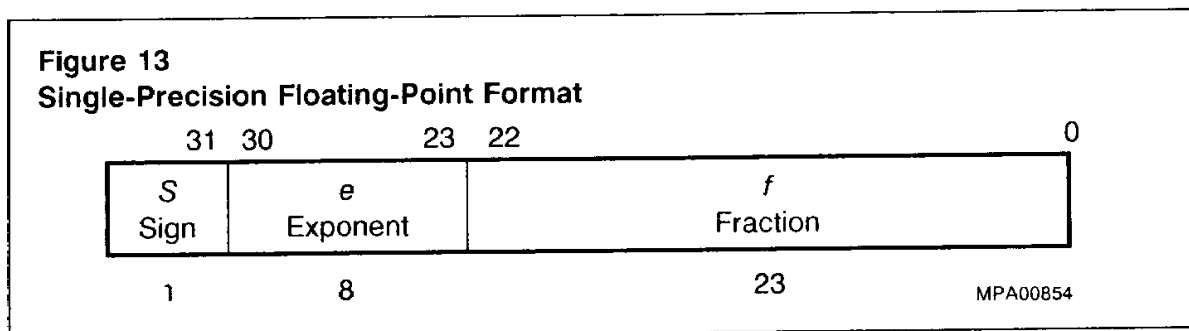 Figure 13
Single-Precision Floating-Point Format
31 30 23 22 0
S e f
Sign Exponent Fraction
1 8 23 MPA00854